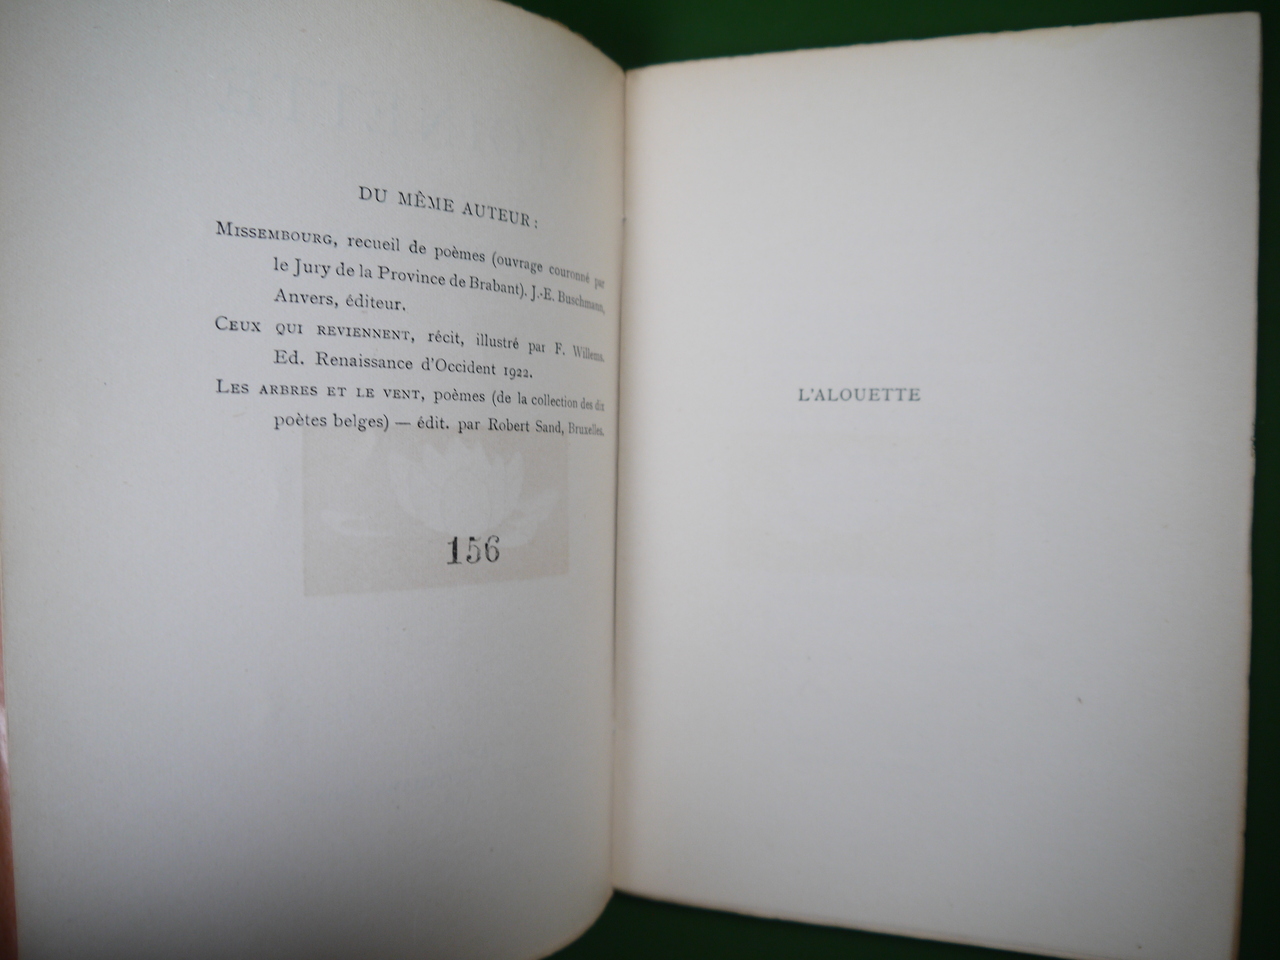 DU MÊME AUTEUR :
MISSEMBOURG, recueil de poèmes (ouvrage couronné par
le Jury de la Province de Brabant). J.-E. Buschmann,
Anvers, éditeur.
CEUX QUI REVIENNENT, récit, illustré par F. Willems.
Ed. Renaissance d'Occident 1922.
LES ARBRES ET LE VENT, poèmes (de la collection des dix
poètes belges) — édit. par Robert Sand, Bruxelles.
156
L'ALOUETTE